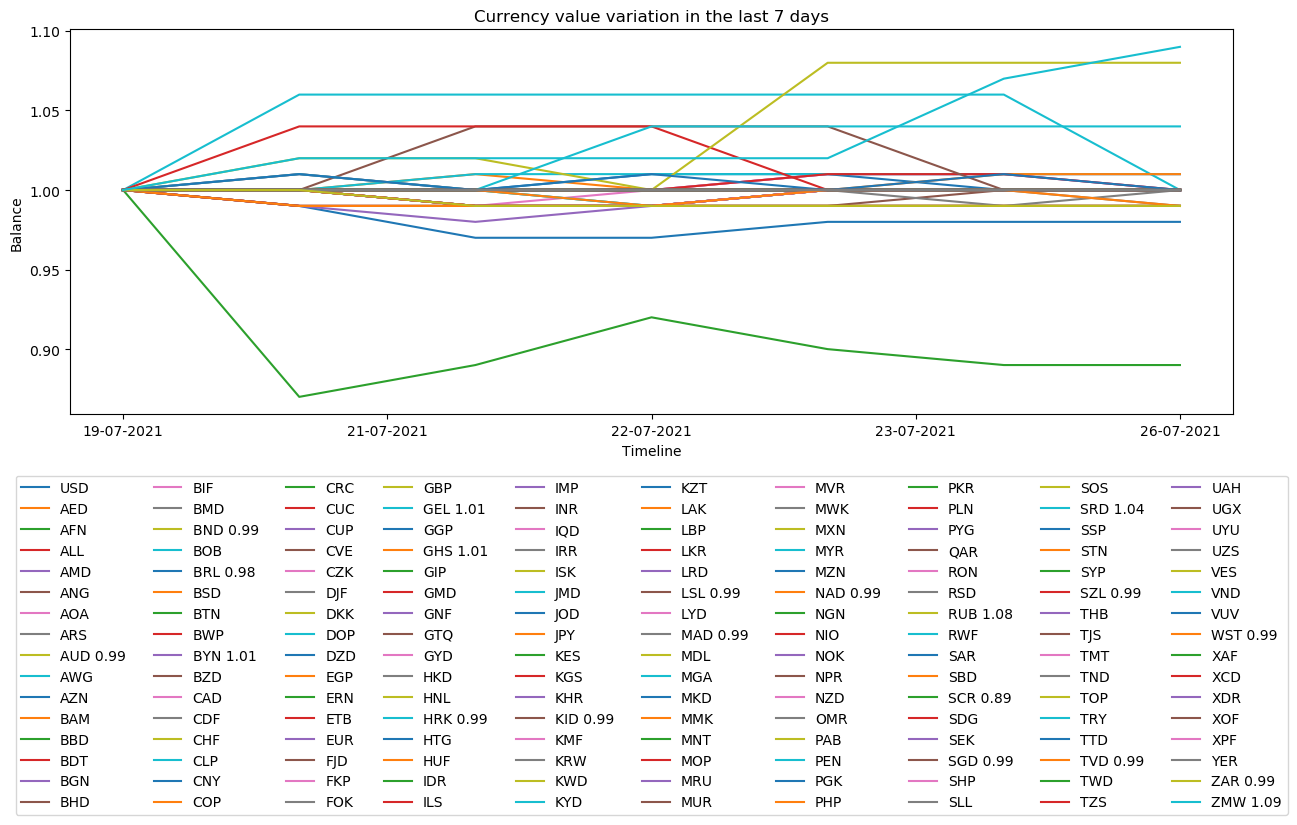 Currency value variation in the last 7 days
1.10
1.05
1.00
0.95
0.90
Balance
19-07-2021 21-07-2021 22-07-2021 23-07-2021 26-07-2021
Timeline
USD BIF CRC GBP IMP KZT MVR PKR SOS UAH
AED BMD CUC GEL 1.01 INR LAK MWK PLN SRD 1.04 UGX
AFN BND 0.99 CUP GGP IQD LBP MXN PYG SSP UYU
ALL BOB CVE GHS 1.01 IRR LKR MYR QAR STN UZS
AMD BRL 0.98 CZK GIP ISK LRD MZN RON SYP VES
ANG BSD DJF GMD JMD LSL 0.99 NAD 0.99 RSD SZL 0.99 VND
AOA BTN DKK GNF JOD LYD NGN RUB 1.08 THB VUV
ARS BWP DOP GTQ JPY MAD 0.99 NIO RWF TJS WST 0.99
AUD 0.99 BYN 1.01 DZD GYD KES MDL NOK SAR TMT XAF
AWG BZD EGP HKD KGS MGA NPR SBD TND XCD
AZN CAD ERN HNL KHR MKD NZD SCR 0.89 TOP XDR
BAM CDF ETB HRK 0.99 KID 0.99 MMK OMR SDG TRY XOF
BBD CHF EUR HTG KMF MNT PAB SEK TTD XPF
BDT CLP FJD HUF KRW MOP PEN SGD 0.99 TVD 0.99 YER
BGN CNY FKP IDR KWD MRU PGK SHP TWD ZAR 0.99
BHD COP FOK ILS KYD MUR PHP SLL TZS ZMW 1.09